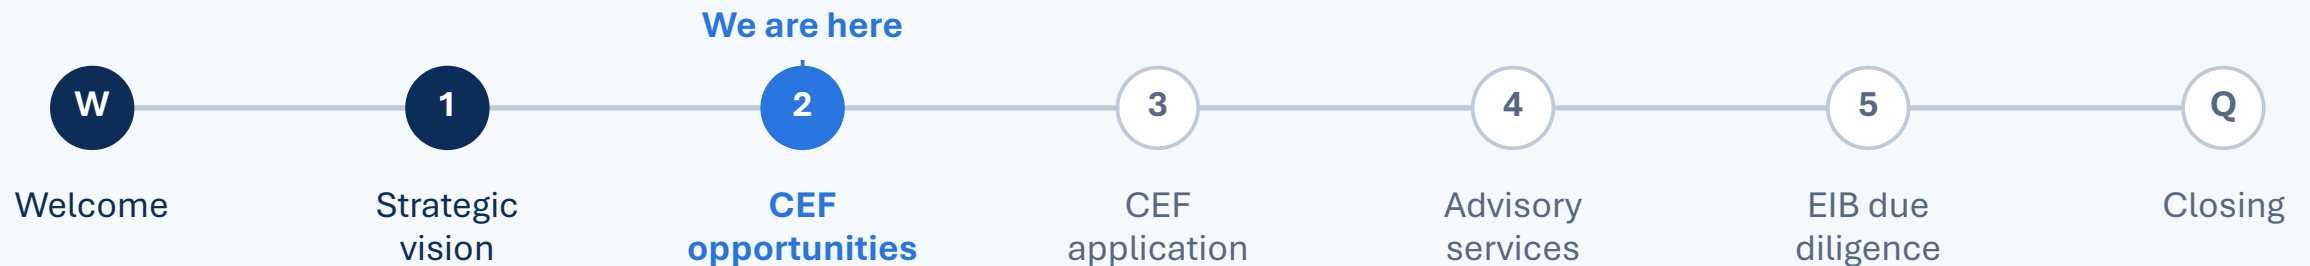 We are here
W
1
2
3
4
5
Q
Welcome
Strategic
vision
CEF
opportunities
CEF
application
Advisory
services
EIB due
diligence
Closing